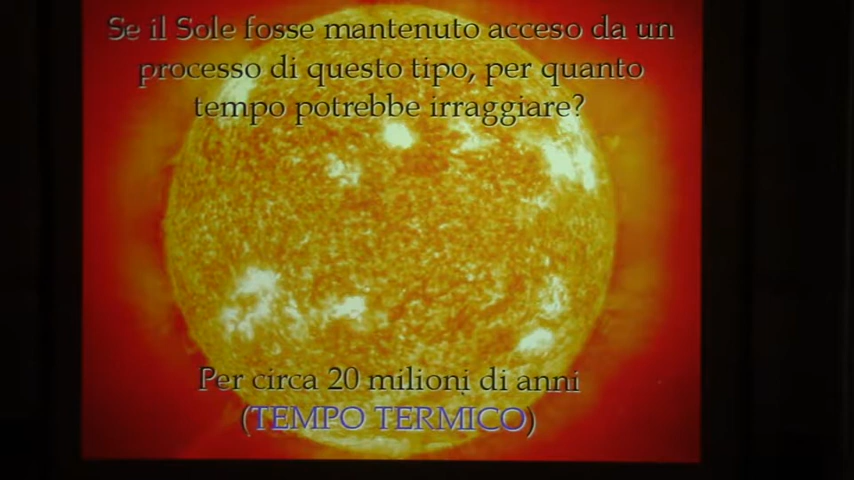 Se il Sole fosse mantenuto acceso da un
processo di questo tipo, per quanto
tempo potrebbe irraggiare?
Per circa 20 milioni di anni
(TEMPO TERMICO)